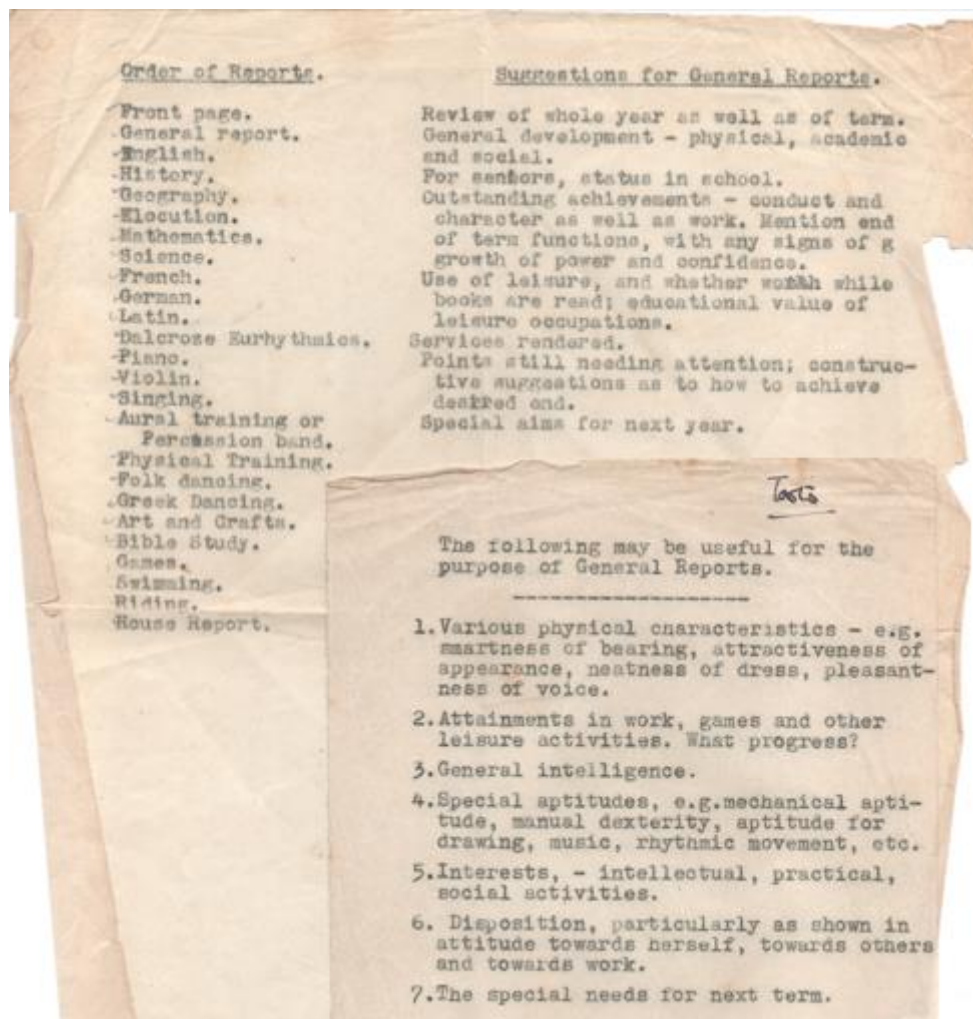 Order of Reports.
Front page.
General report.
English.
History.
Geography.
Elocution.
Mathematics.
Science.
French.
German.
Latin.
Dalcroze Eurhythmics.
Piano.
Violin.
Singing.
Aural training or
Percussion band.
Physical Training.
Folk dancing.
Greek Dancing.
Art and Crafts.
Bible Study.
Games.
Swimming.
Riding.
House Report.
Suggestions for General Reports.
Review of whole year as well as of term.
General development - physical, academic
and social.
For seniors, status in school.
Outstanding achievements - conduct and
character as well as work. Mention end
of term functions, with any signs of g
growth of power and confidence.
Use of leisure, and whether worth while
books are read; educational value of
leisure occupations.
Services rendered.
Points still needing attention; construc-
tive suggestions as to how to achieve
desired end.
Special aims for next year.
The following may be useful for the
purpose of General Reports.
-------------------
1.Various physical characteristics - e.g.
smartness of bearing, attractiveness of
appearance, neatness of dress, pleasant-
ness of voice.
2.Attainments in work, games and other
leisure activities. What progress?
3.General intelligence.
4.Special aptitudes, e.g.mechanical apti-
tude, manual dexterity, aptitude for
drawing, music, rhythmic movement, etc.
5.Interests, - intellectual, practical,
social activities.
6. Disposition, particularly as shown in
attitude towards herself, towards others
and towards work.
7.The special needs for next term.